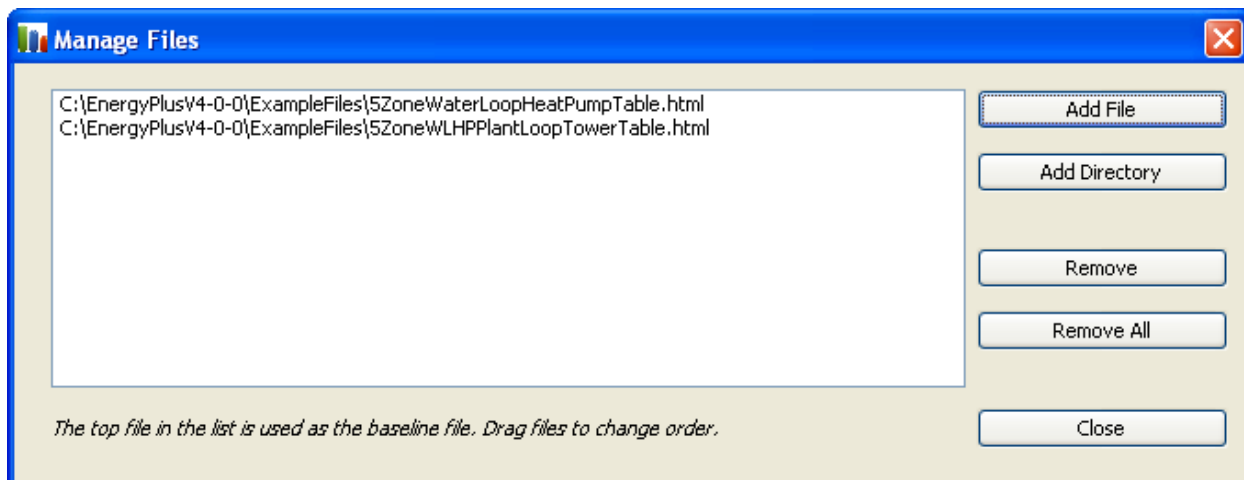 Manage Files
C:\EnergyPlusV4-0-0\ExampleFiles\5ZoneWaterLoopHeatPumpTable.html
C:\EnergyPlusV4-0-0\ExampleFiles\5ZoneWLHPPlantLoopTowerTable.html
Add File
Add Directory
Remove
Remove All
The top file in the list is used as the baseline file. Drag files to change order.
Close